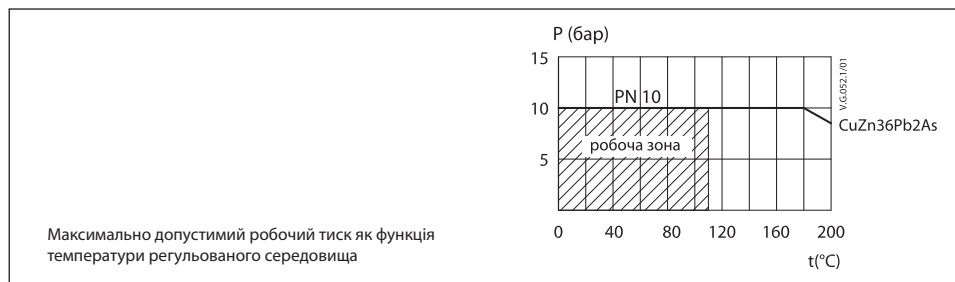 P (бар)
15
10
5
PN 10
робоча зона
V.G.052.1/01
CuZn36Pb2As
0 40 80 120 160 200
t(°C)
Максимально допустимий робочий тиск як функція
температури регульованого середовища